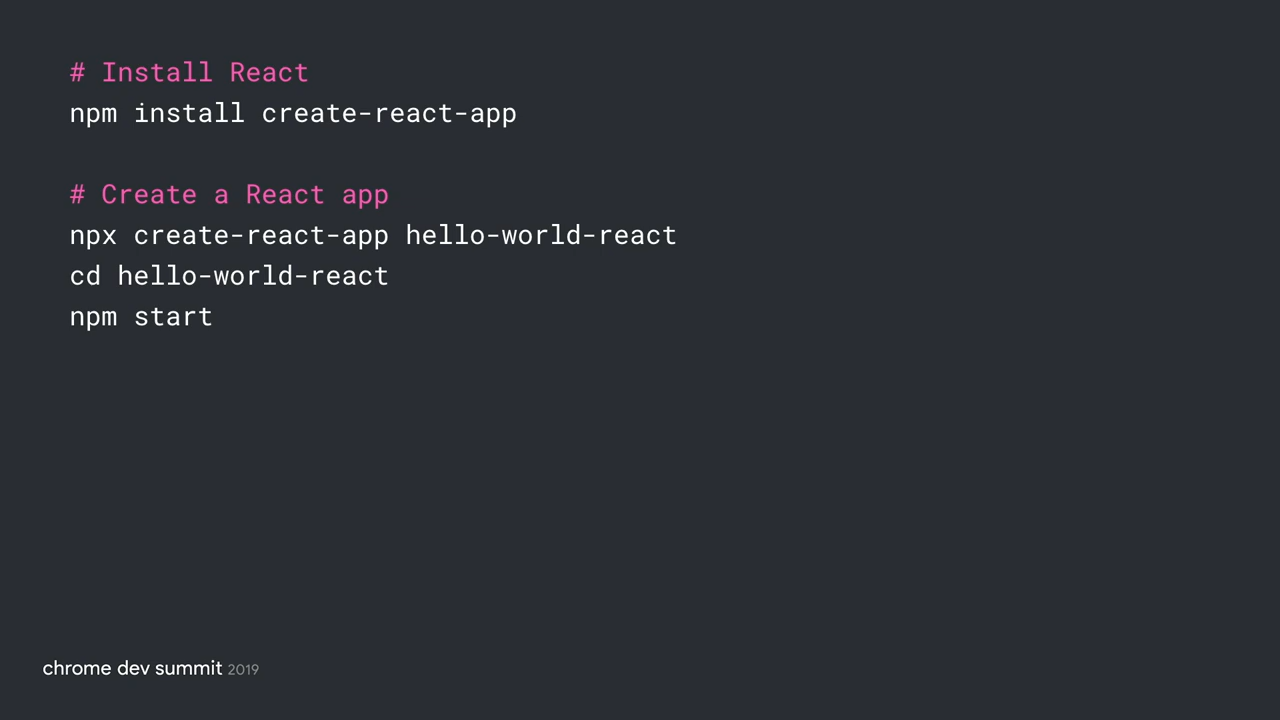 # Install React
npm install create-react-app
# Create a React app
npx create-react-app hello-world-react
cd hello-world-react
npm start
chrome dev summit 2019